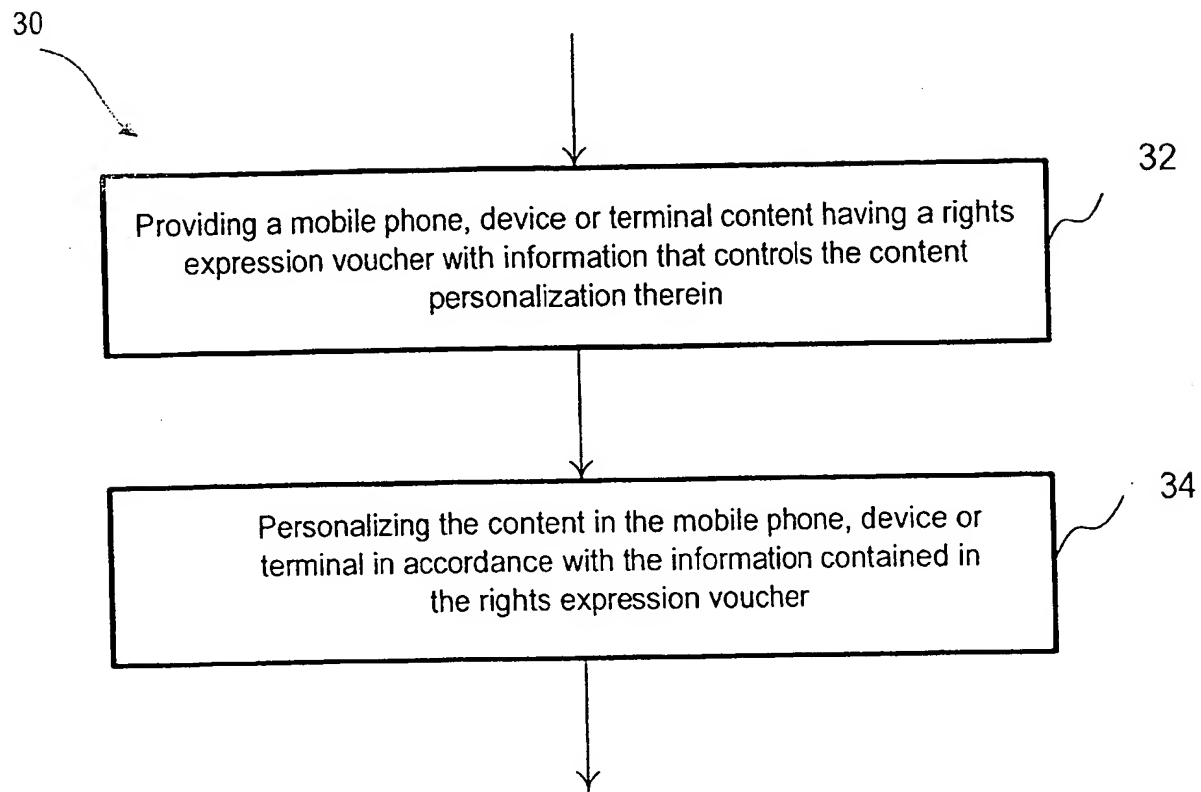 30
32
Providing a mobile phone, device or terminal content having a rights
expression voucher with information that controls the content
personalization therein
34
Personalizing the content in the mobile phone, device or
terminal in accordance with the information contained in
the rights expression voucher